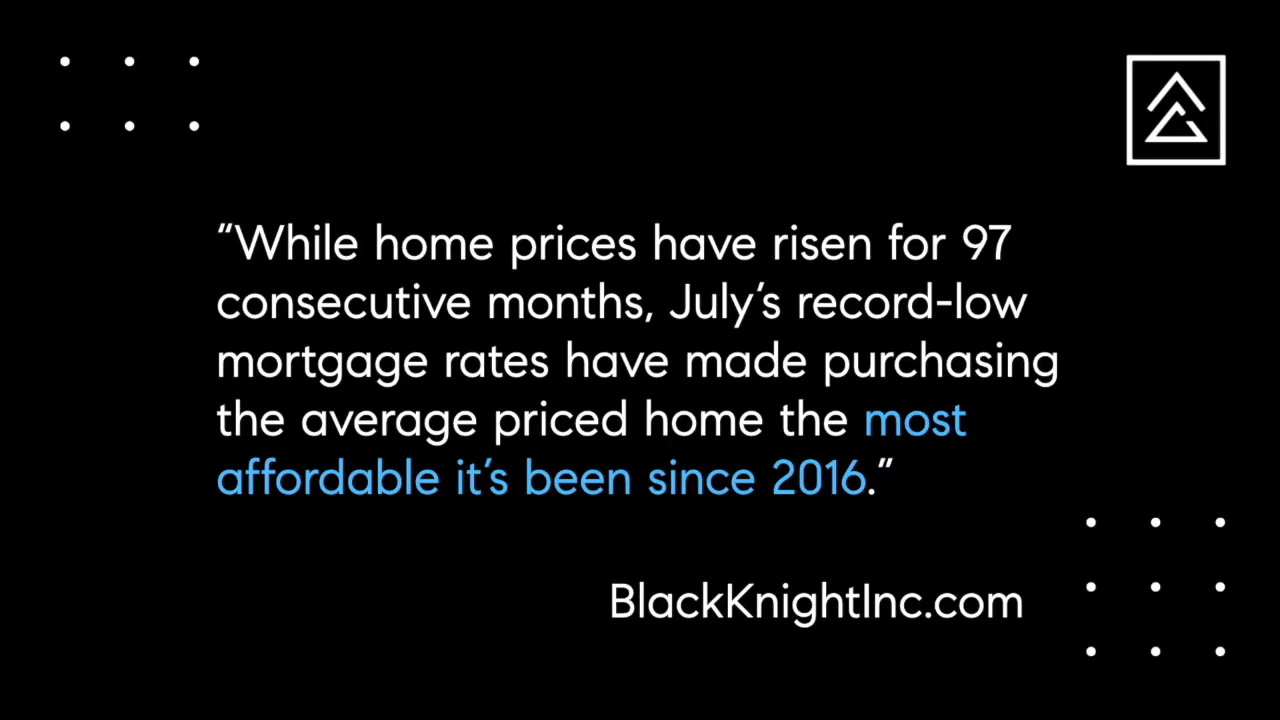 “While home prices have risen for 97
consecutive months, July’s record-low
mortgage rates have made purchasing
the average priced home the most
affordable it’s been since 2016.”
BlackKnightInc.com